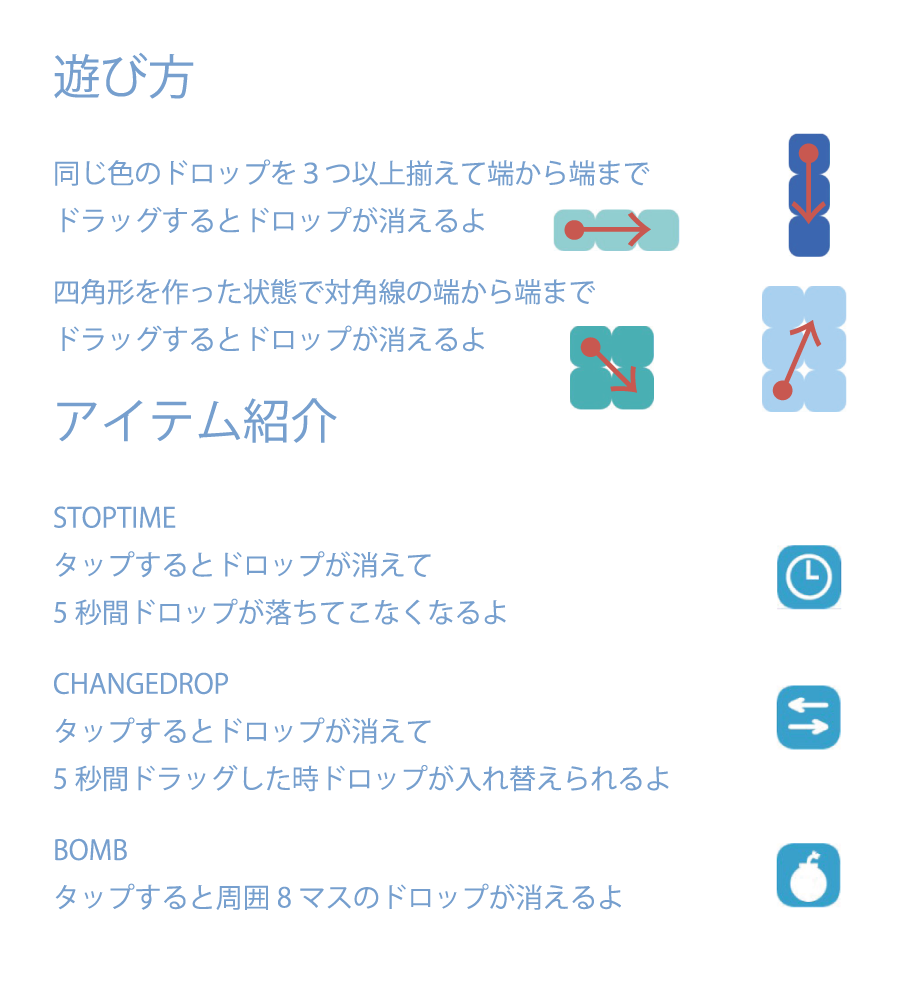 遊び方
同じ色のドロップを3つ以上揃えて端から端まで
ドラッグするとドロップが消えるよ
四角形を作った状態で対角線の端から端まで
ドラッグするとドロップが消えるよ
アイテム紹介
STOPTIME
タップするとドロップが消えて
5秒間ドロップが落ちてこなくなるよ
CHANGEDROP
タップするとドロップが消えて
5秒間ドラッグした時ドロップが入れ替えられるよ
BOMB
タップすると周囲8マスのドロップが消えるよ